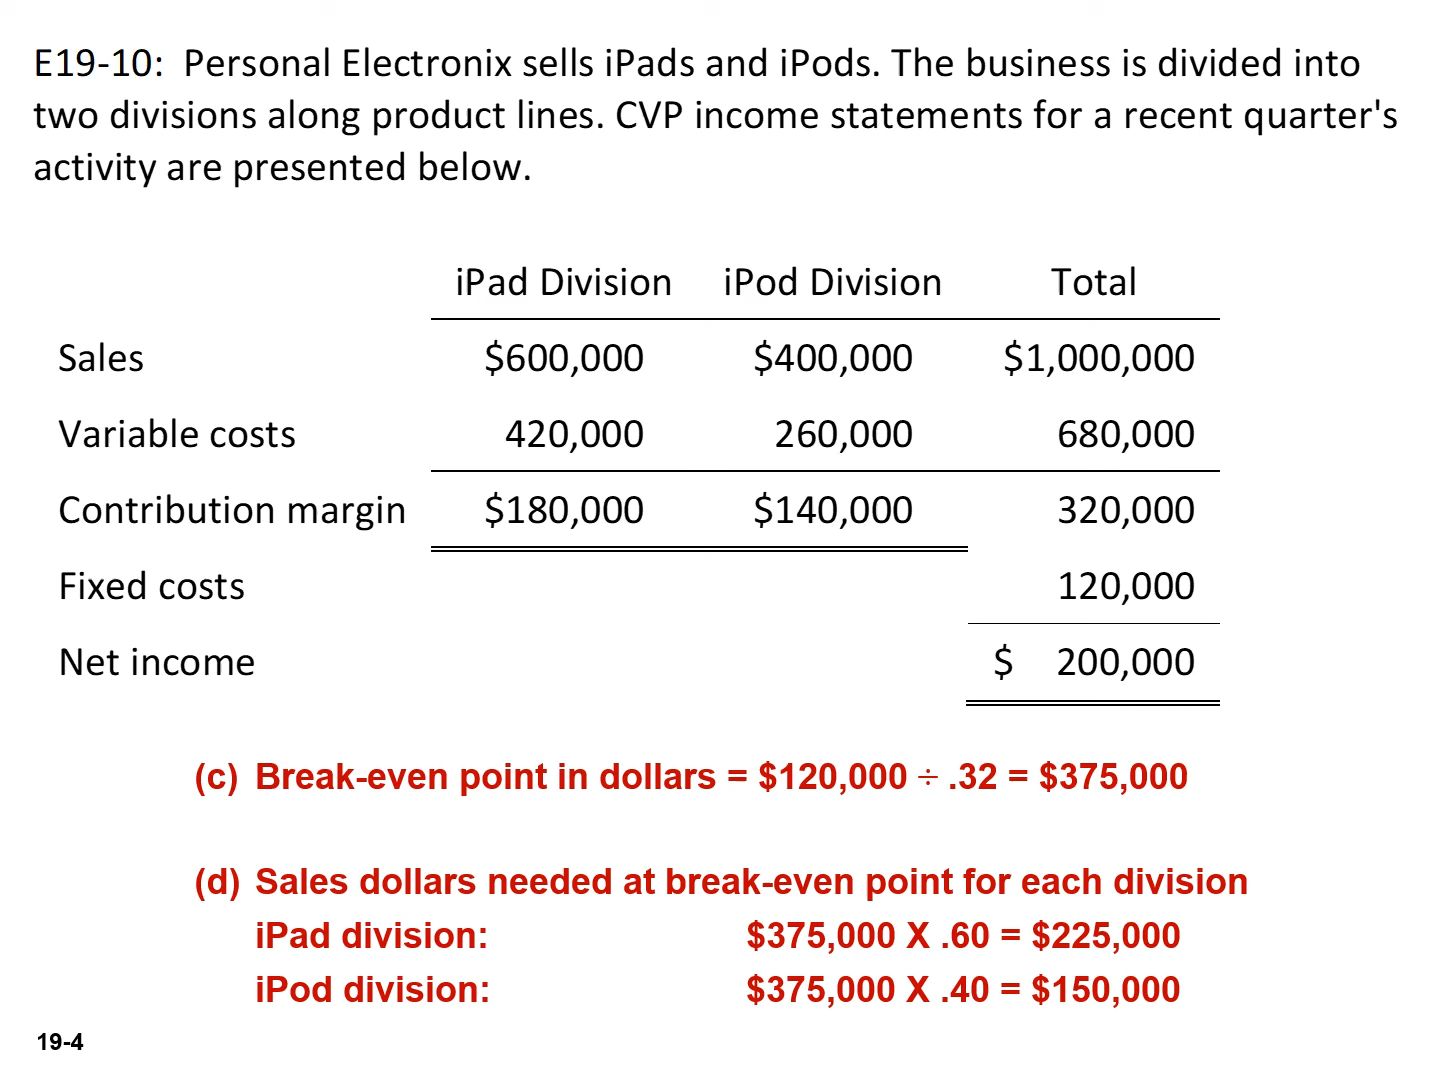 E19-10:  Personal Electronix sells iPads and iPods. The business is divided into
two divisions along product lines. CVP income statements for a recent quarter's
activity are presented below.
iPad Division iPod Division Total
Sales $600,000 $400,000 $1,000,000
Variable costs 420,000 260,000 680,000
Contribution margin $180,000 $140,000 320,000
Fixed costs 120,000
Net income $ 200,000
(c) Break-even point in dollars = $120,000 ÷ .32 = $375,000
(d) Sales dollars needed at break-even point for each division
iPad division: $375,000 X .60 = $225,000
iPod division: $375,000 X .40 = $150,000
19-4